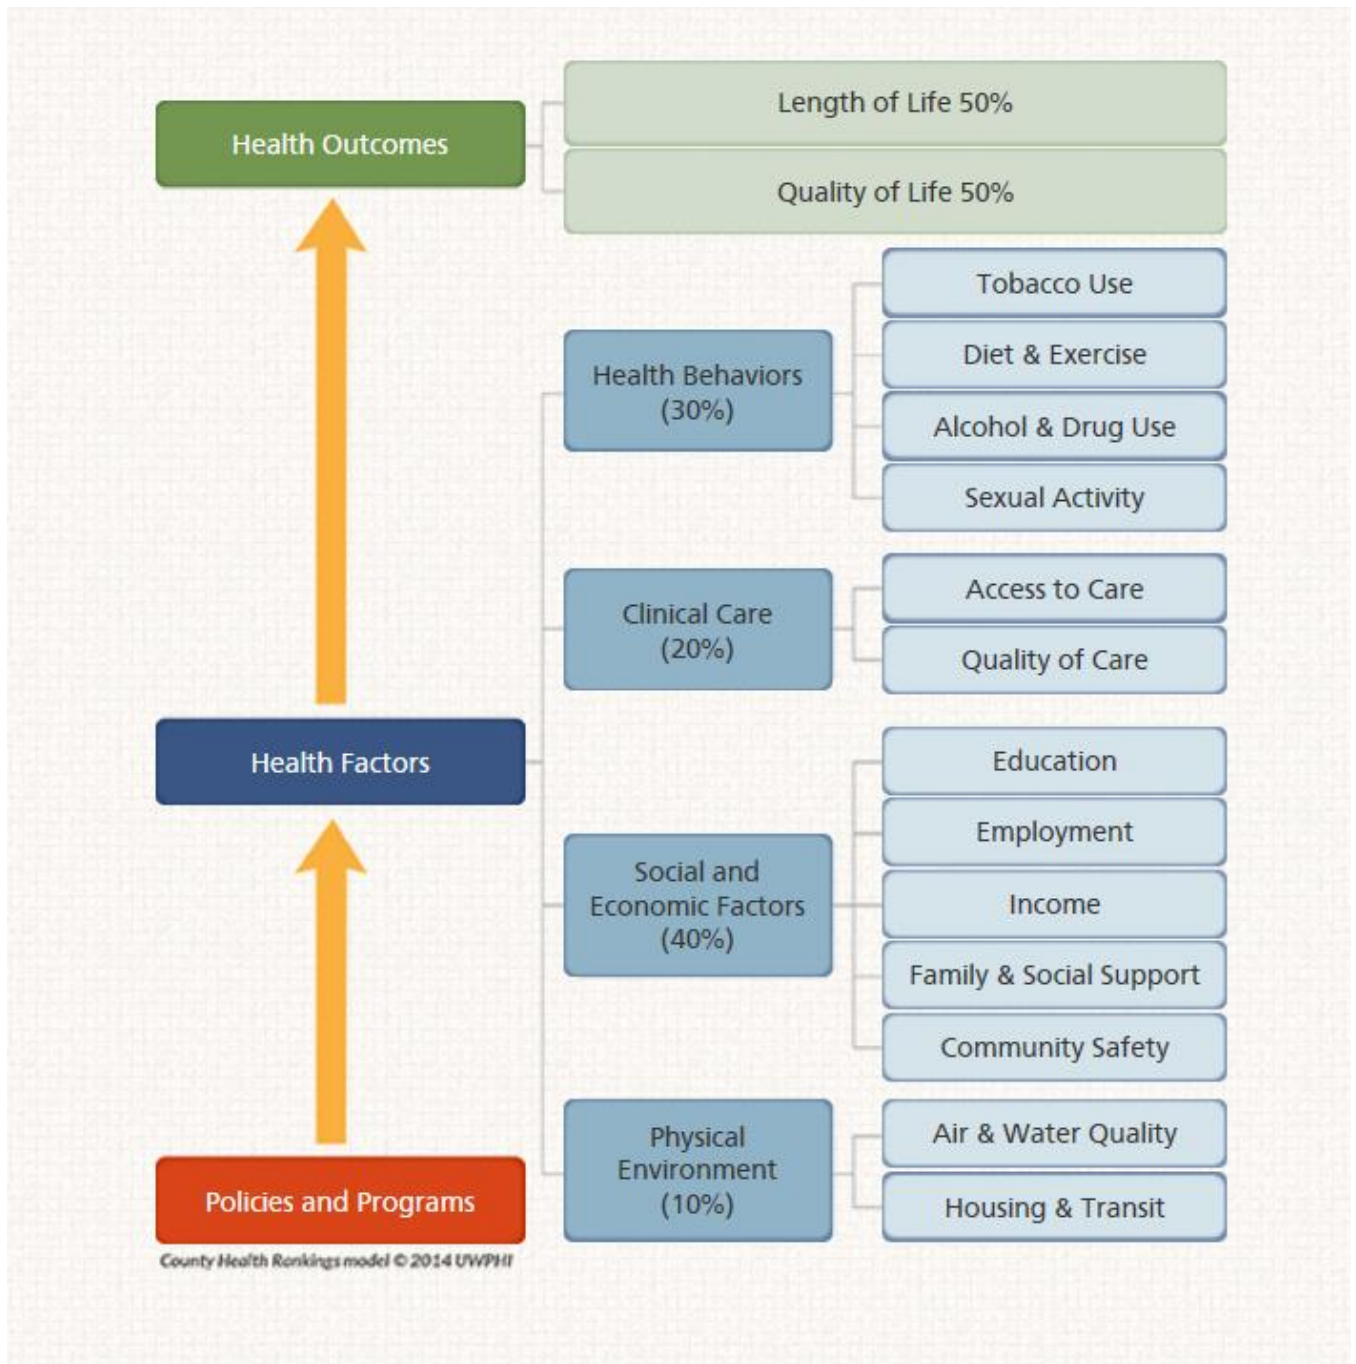 Health Outcomes
Length of Life 50%
Quality of Life 50%
Health Behaviors
(30%)
Tobacco Use
Diet & Exercise
Alcohol & Drug Use
Sexual Activity
Clinical Care
(20%)
Access to Care
Quality of Care
Health Factors
Social and
Economic Factors
(40%)
Education
Employment
Income
Family & Social Support
Community Safety
Physical
Environment
(10%)
Air & Water Quality
Housing & Transit
Policies and Programs
County Health Rankings model © 2014 UWPHI